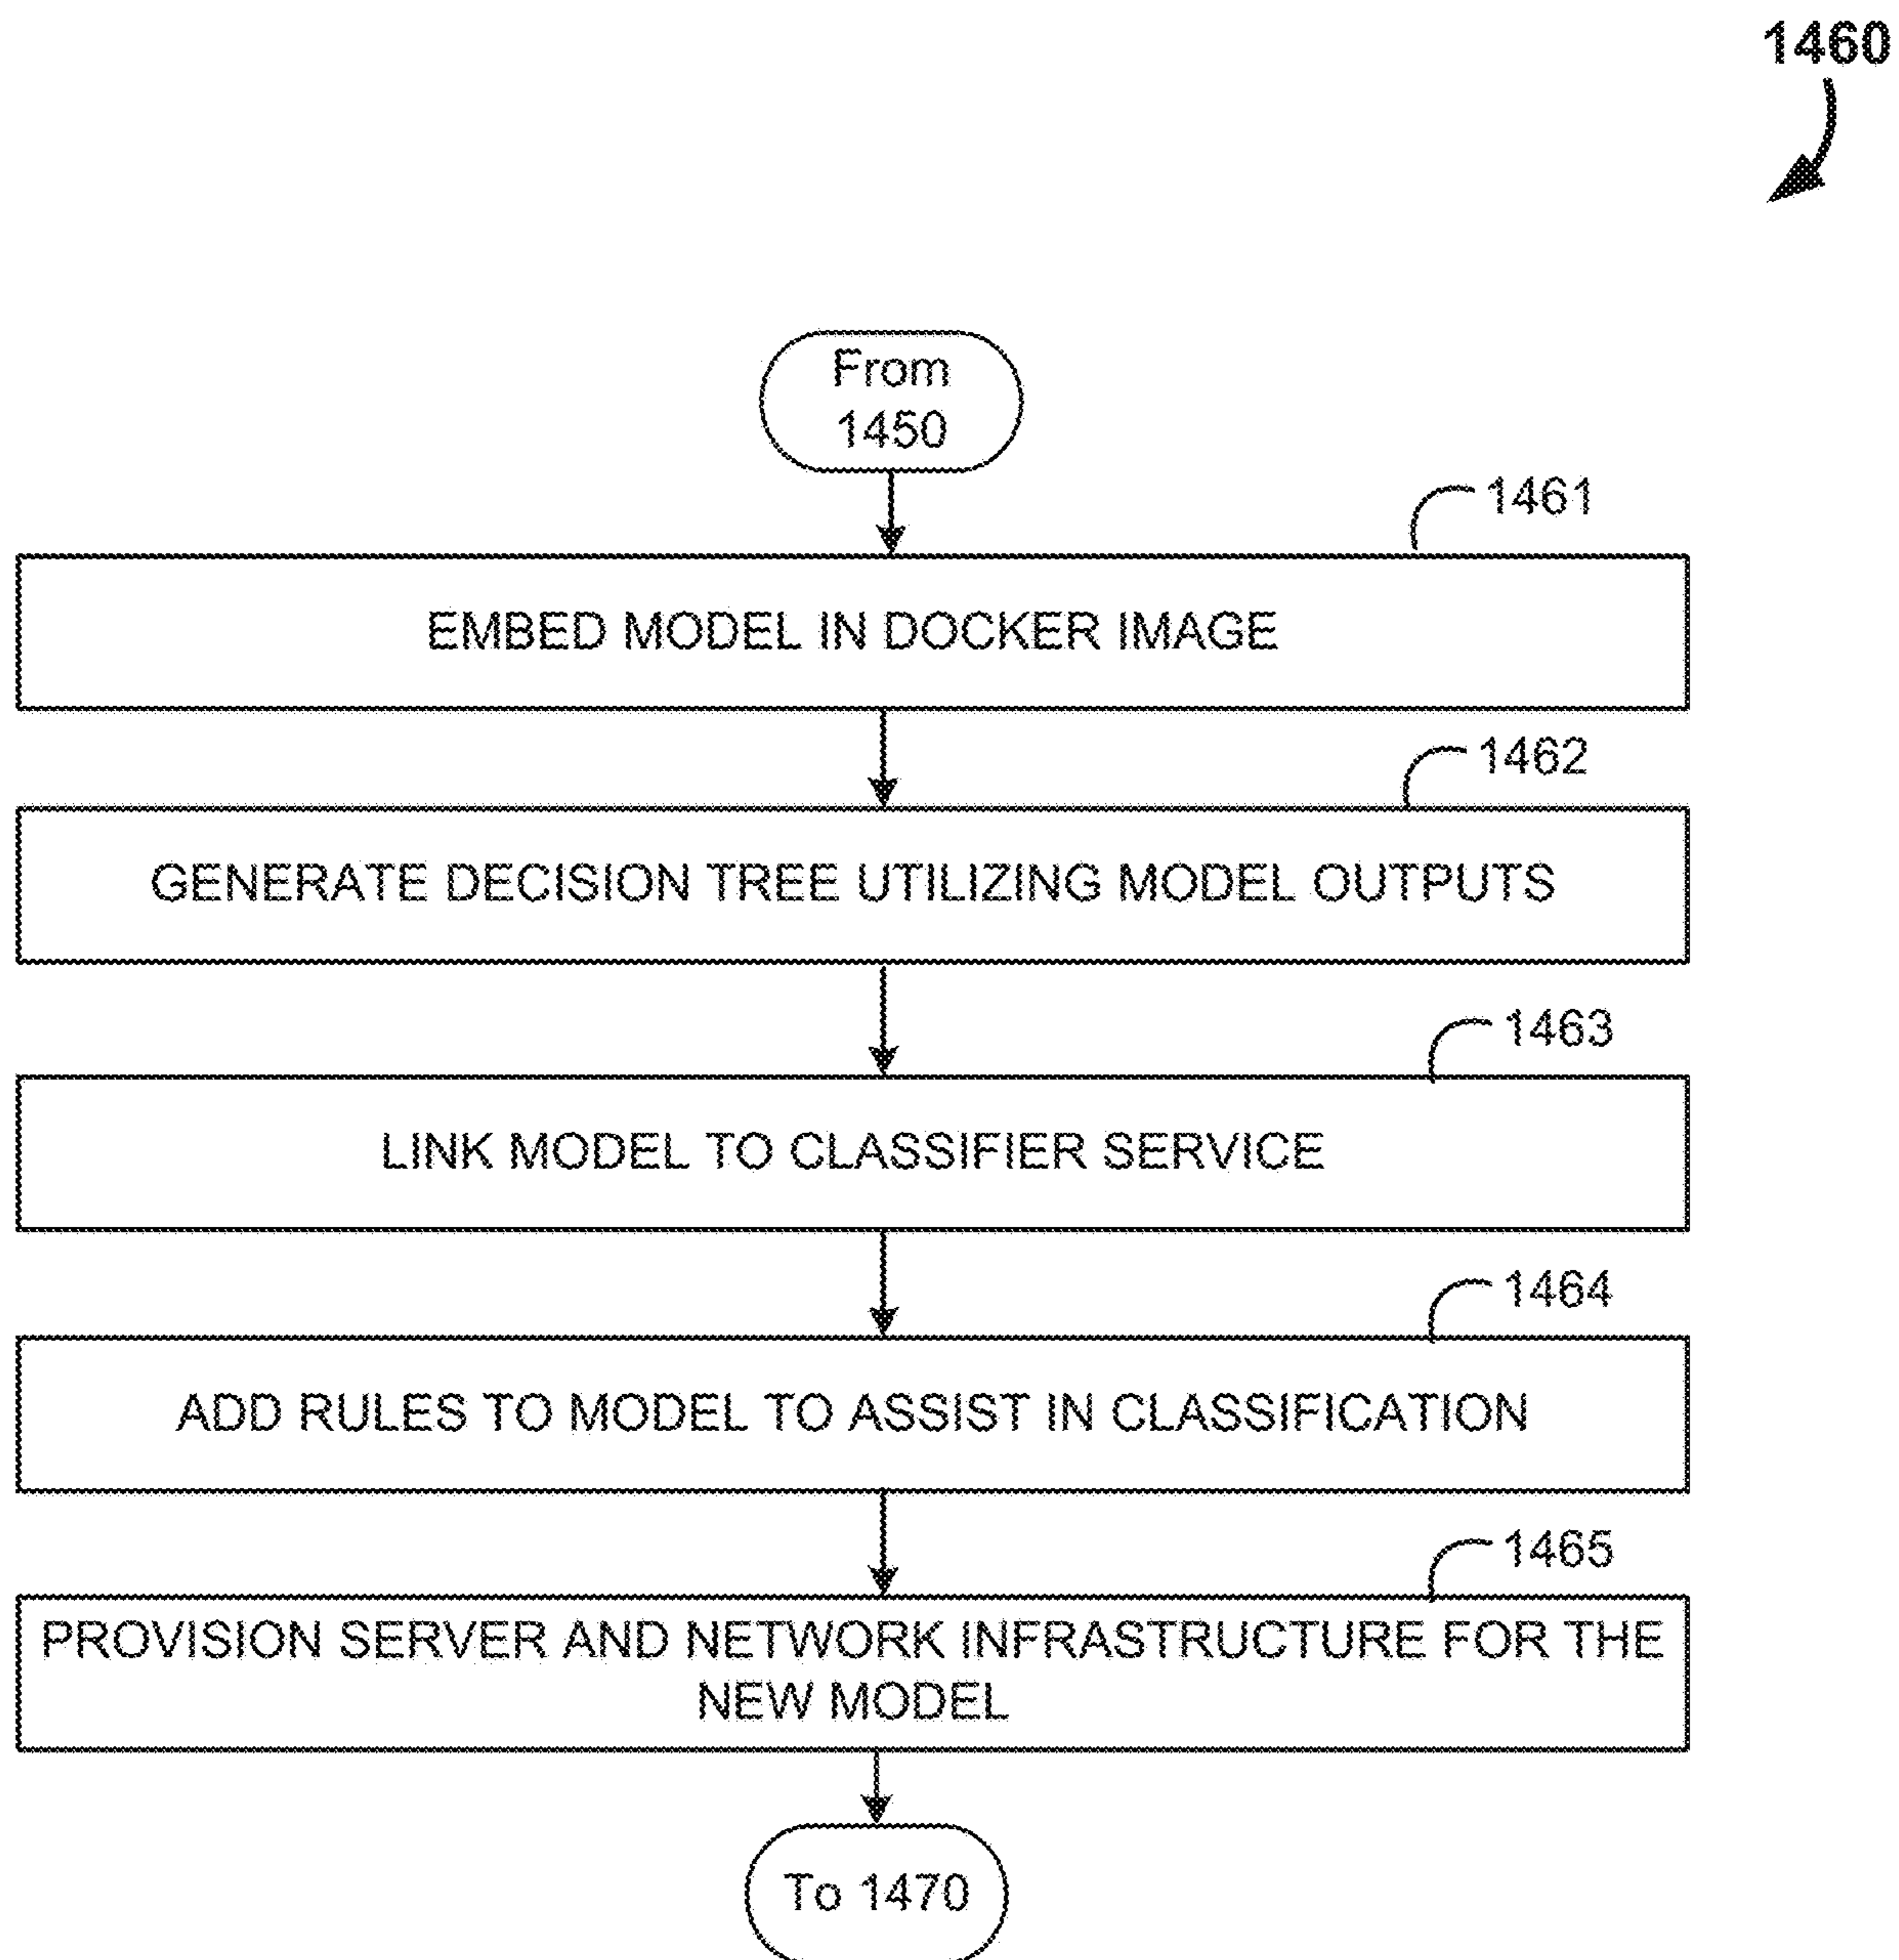 1460
From
1450
1461
EMBED MODEL IN DOCKER IMAGE
1462
GENERATE DECISION TREE UTILIZING MODEL OUTPUTS
1463
LINK MODEL TO CLASSIFIER SERVICE
1464
ADD RULES TO MODEL TO ASSIST IN CLASSIFICATION
1465
PROVISION SERVER AND NETWORK INFRASTRUCTURE FOR THE
NEW MODEL
To 1470